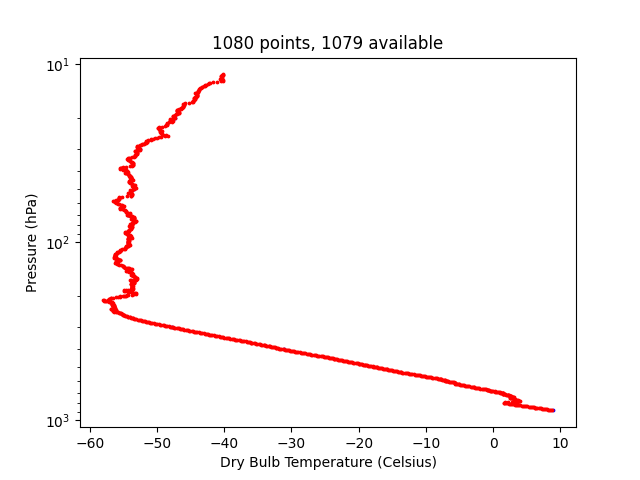 1080 points, 1079 available
10¹
10²
10³
Pressure (hPa)
−60 −50 −40 −30 −20 −10 0 10
Dry Bulb Temperature (Celsius)